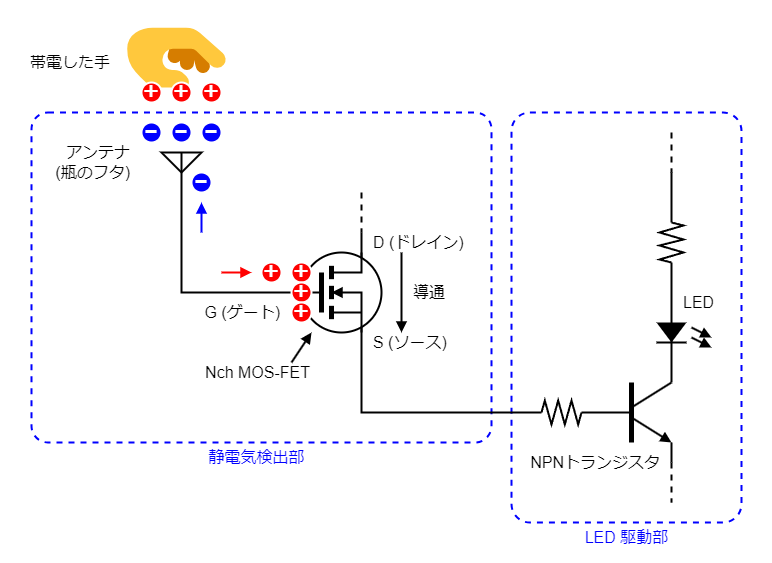 帯電した手
アンテナ
(瓶のフタ)
D (ドレイン)
導通
G (ゲート)
S (ソース)
Nch MOS-FET
静電気検出部
LED
NPNトランジスタ
LED 駆動部